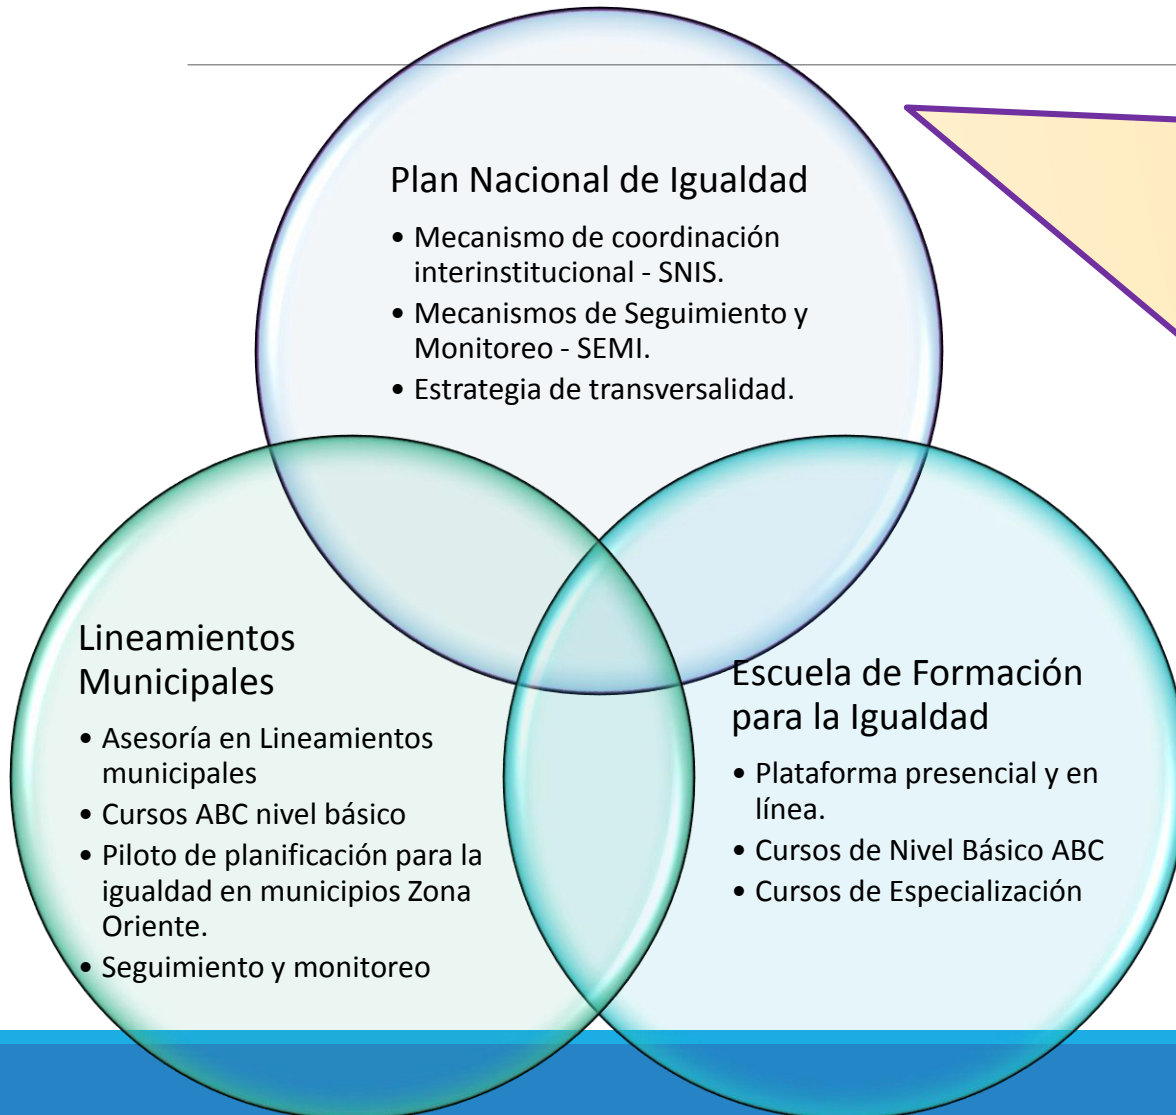 Plan Nacional de Igualdad
• Mecanismo de coordinación
interinstitucional - SNIS.
• Mecanismos de Seguimiento y
Monitoreo - SEMI.
• Estrategia de transversalidad.
Lineamientos
Municipales
• Asesoría en Lineamientos
municipales
• Cursos ABC nivel básico
• Piloto de planificación para la
igualdad en municipios Zona
Oriente.
• Seguimiento y monitoreo
Escuela de Formación
para la Igualdad
• Plataforma presencial y en
línea.
• Cursos de Nivel Básico ABC
• Cursos de Especialización